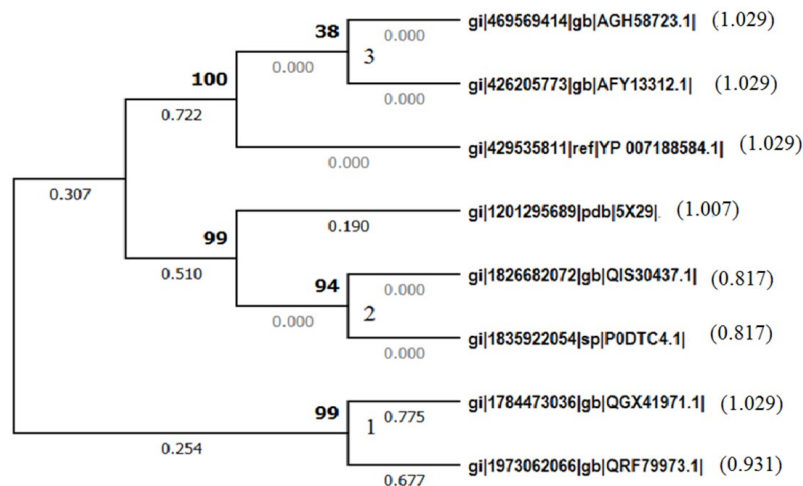 38 0.000 gi|469569414|gb|AGH58723.1| (1.029)
0.000 3
100 0.000 gi|426205773|gb|AFY13312.1| (1.029)
0.722
0.000 gi|429535811|ref|YP 007188584.1| (1.029)
0.307
99 0.190 gi|1201295689|pdb|5X29|. (1.007)
0.510
94 0.000 gi|1826682072|gb|QIS30437.1| (0.817)
0.000 2
0.000 gi|1835922054|sp|P0DTC4.1| (0.817)
99 0.775 gi|1784473036|gb|QGX41971.1| (1.029)
0.254 1
0.677 gi|1973062066|gb|QRF79973.1| (0.931)